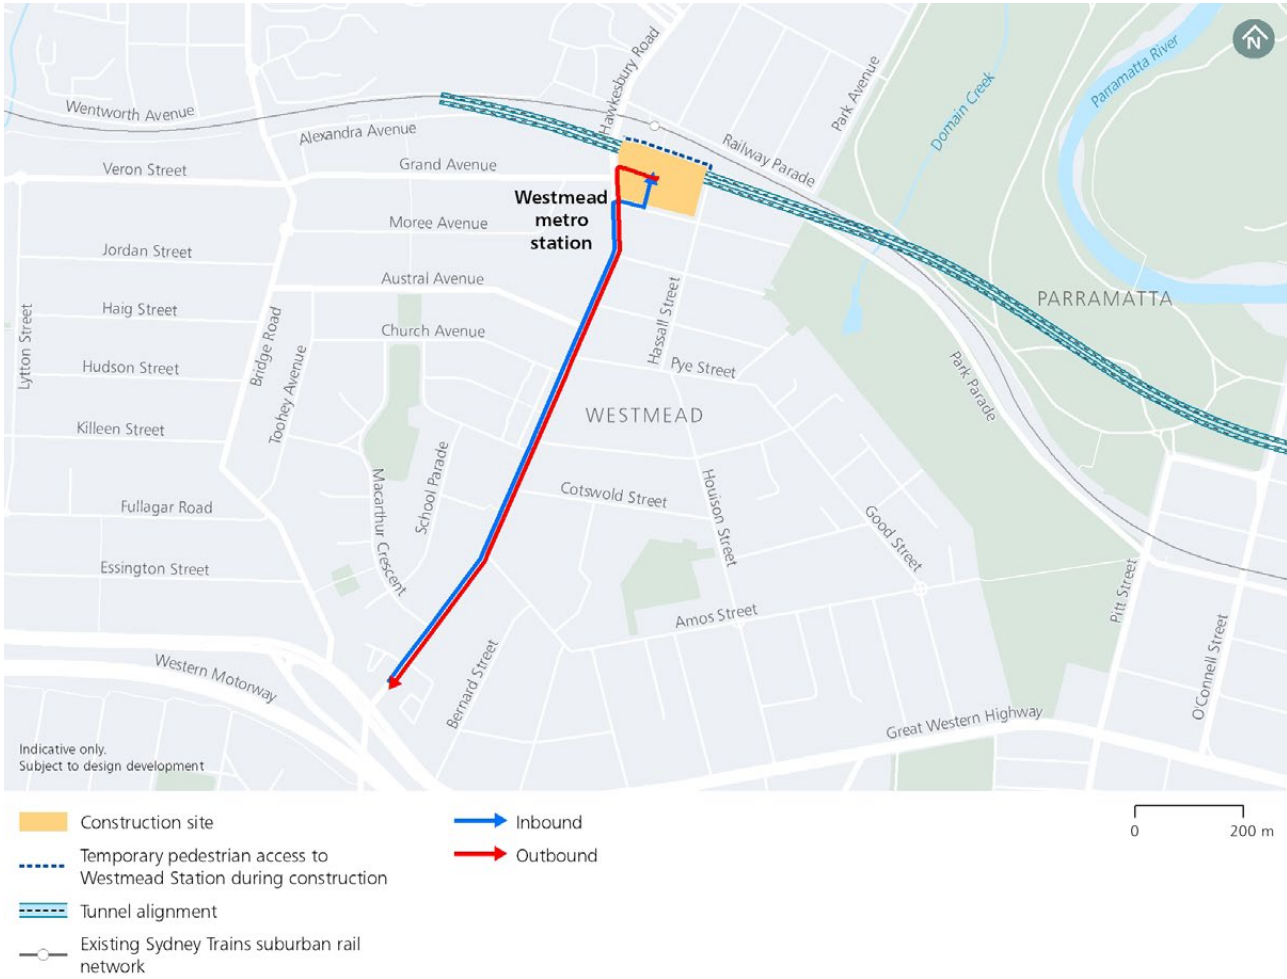 N
Hawkesbury Road
Park Avenue
Domain Creek
Parramatta River
Wentworth Avenue
Alexandra Avenue
Railway Parade
Veron Street
Grand Avenue
Westmead
metro
station
Moree Avenue
Jordan Street
Austral Avenue
Hassall Street
PARRAMATTA
Haig Street
Church Avenue
Lytton Street
Bridge Road
Toohey Avenue
Hudson Street
Pye Street
Park Parade
WESTMEAD
Killeen Street
School Parade
Macarthur Crescent
Cotswold Street
Houison Street
Fullagar Road
Good Street
Essington Street
Amos Street
Pitt Street
O'Connell Street
Western Motorway
Bernard Street
Great Western Highway
Indicative only.
Subject to design development
Construction site
Temporary pedestrian access to
Westmead Station during construction
Tunnel alignment
Existing Sydney Trains suburban rail
network
Inbound
Outbound
0 200 m